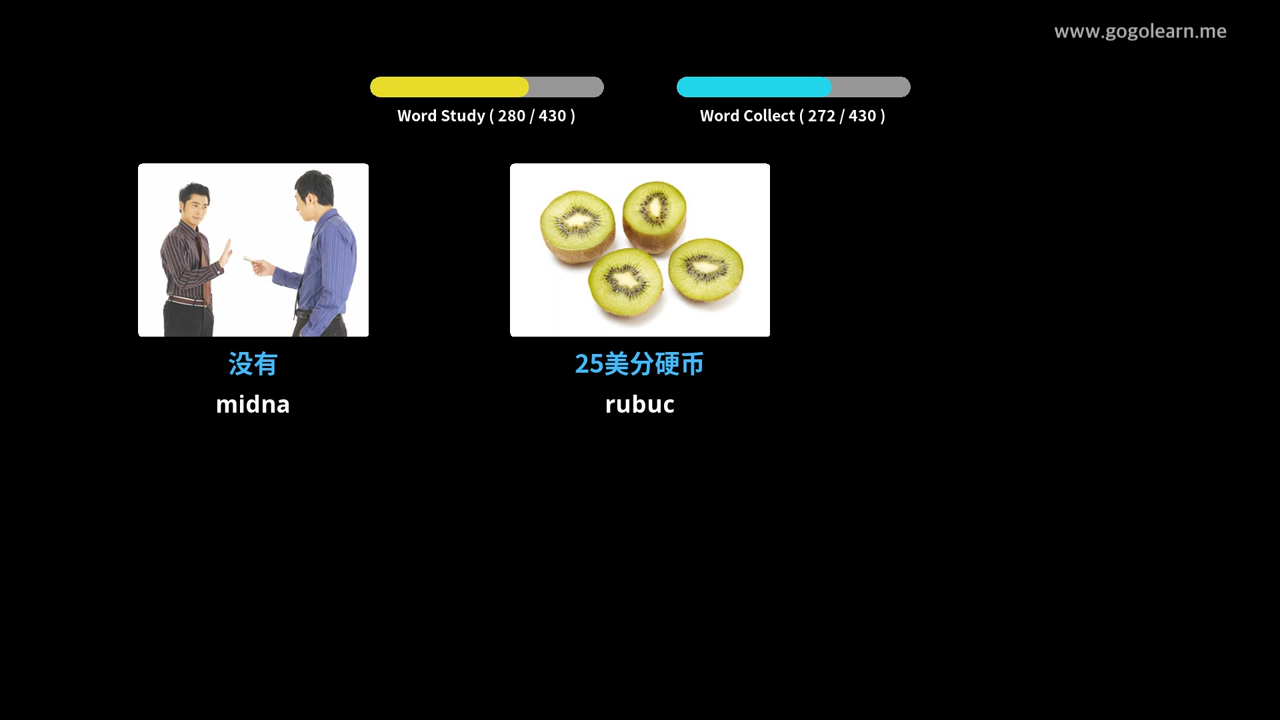 www.gogolearn.me
Word Study ( 280 / 430 )
Word Collect ( 272 / 430 )
没有
midna
25美分硬币
rubuc